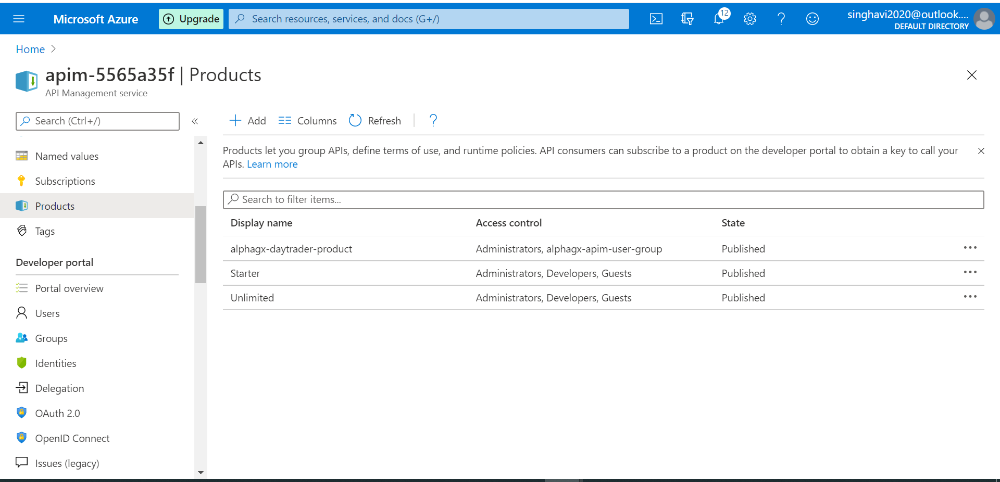 Microsoft Azure
Upgrade
Search resources, services, and docs (G+/)
12
singhavi2020@outlook....
DEFAULT DIRECTORY
Home
apim-5565a35f | Products
API Management service
Search (Ctrl+/)
«
Add
Columns
Refresh
?
Named values
Subscriptions
Products
Tags
Developer portal
Portal overview
Users
Groups
Identities
Delegation
OAuth 2.0
OpenID Connect
Issues (legacy)
Products let you group APIs, define terms of use, and runtime policies. API consumers can subscribe to a product on the developer portal to obtain a key to call your
APIs. Learn more
Search to filter items...
Display name Access control State
alphagx-daytrader-product Administrators, alphagx-apim-user-group Published
Starter Administrators, Developers, Guests Published
Unlimited Administrators, Developers, Guests Published